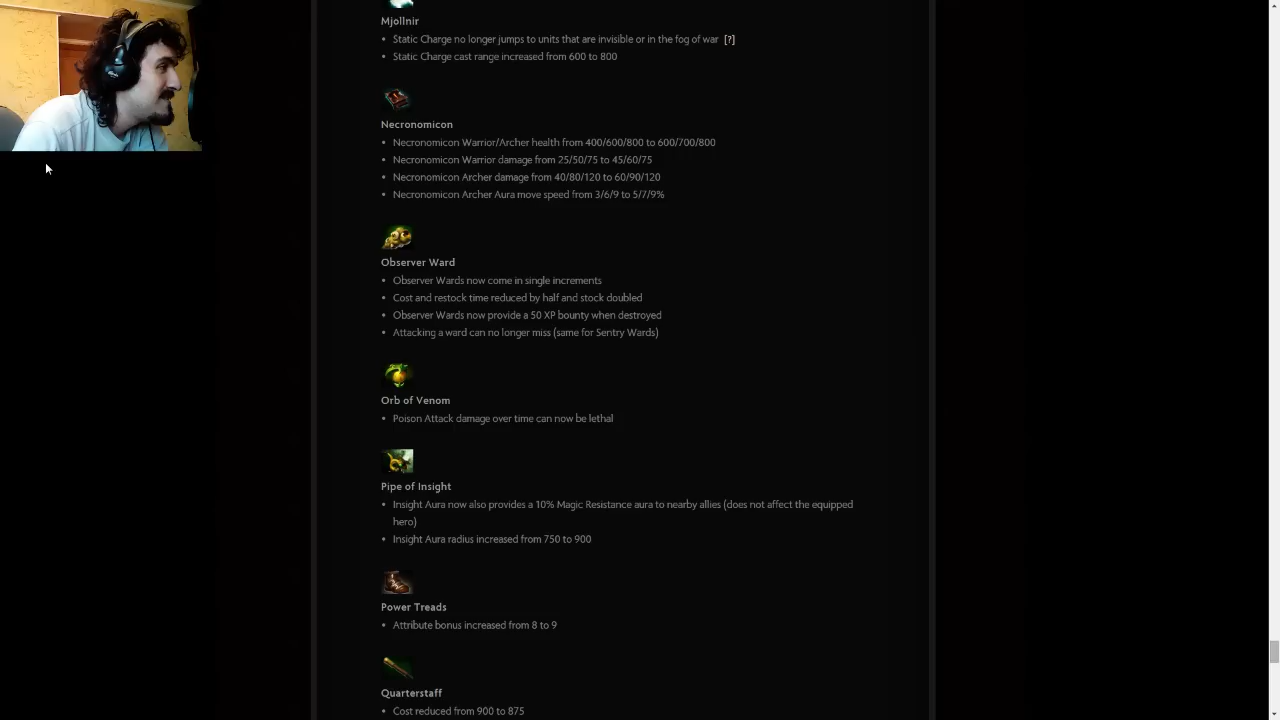 Mjollnir
• Static Charge no longer jumps to units that are invisible or in the fog of war [?]
• Static Charge cast range increased from 600 to 800
Necronomicon
• Necronomicon Warrior/Archer health from 400/600/800 to 600/700/800
• Necronomicon Warrior damage from 25/50/75 to 45/60/75
• Necronomicon Archer damage from 40/80/120 to 60/90/120
• Necronomicon Archer Aura move speed from 3/6/9 to 5/7/9%
Observer Ward
• Observer Wards now come in single increments
• Cost and restock time reduced by half and stock doubled
• Observer Wards now provide a 50 XP bounty when destroyed
• Attacking a ward can no longer miss (same for Sentry Wards)
Orb of Venom
• Poison Attack damage over time can now be lethal
Pipe of Insight
• Insight Aura now also provides a 10% Magic Resistance aura to nearby allies (does not affect the equipped
hero)
• Insight Aura radius increased from 750 to 900
Power Treads
• Attribute bonus increased from 8 to 9
Quarterstaff
• Cost reduced from 900 to 875